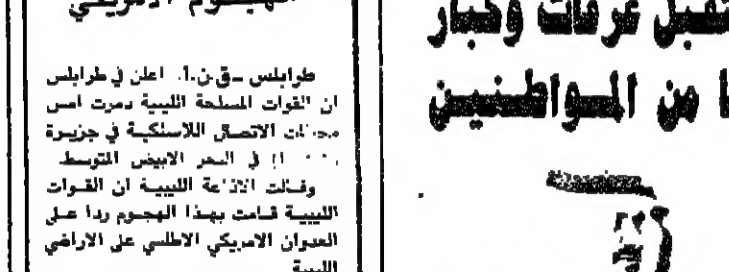 الهجوم الامريكي
طرابلس ـ ق.ن.ا. اعلن في طرابلس
ان القوات المسلحة الليبية دمرت امس
محطات الاتصال اللاسلكية في جزيرة
في البحر الابيض المتوسط.
وقالت الاذاعة الليبية ان القوات
الليبية قامت بهذا الهجوم ردا على
العدوان الامريكي الاطلسي على الاراضي
الليبية
عرفات وكبار
من المواطنين